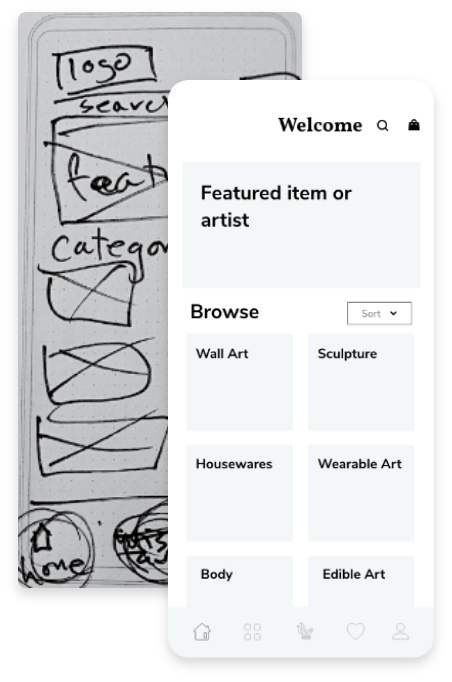 logo
search
feat
categor
home
Welcome
Featured item or
artist
Browse
Sort
Wall Art
Sculpture
Housewares
Wearable Art
Body
Edible Art